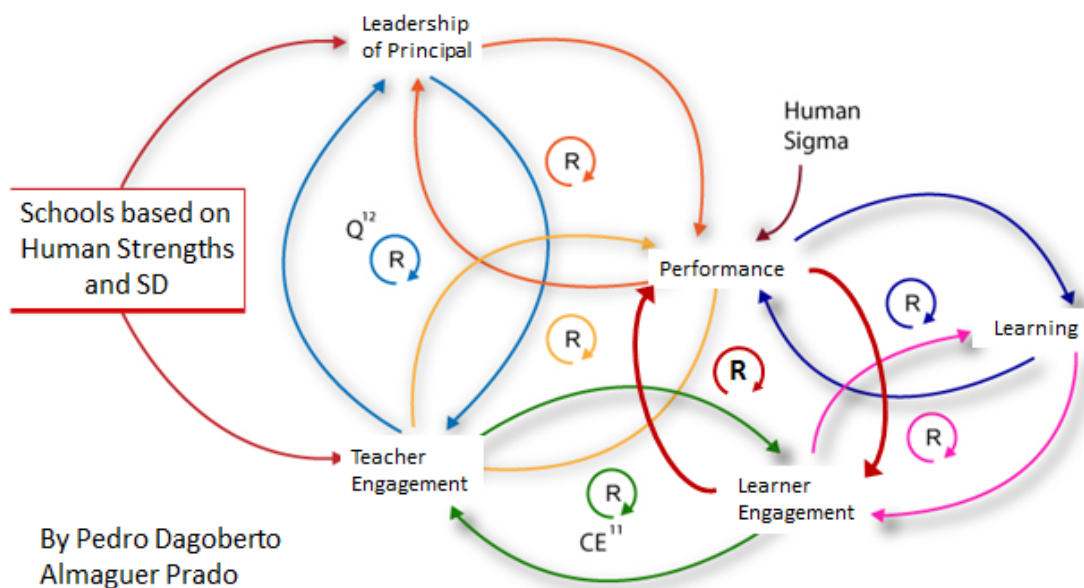 Leadership
of Principal
Human
Sigma
R
Schools based on
Human Strengths
and SD
Q¹²
R
Performance
R
Learning
R
R
R
Teacher
Engagement
R
CE¹¹
Learner
Engagement
By Pedro Dagoberto
Almaguer Prado